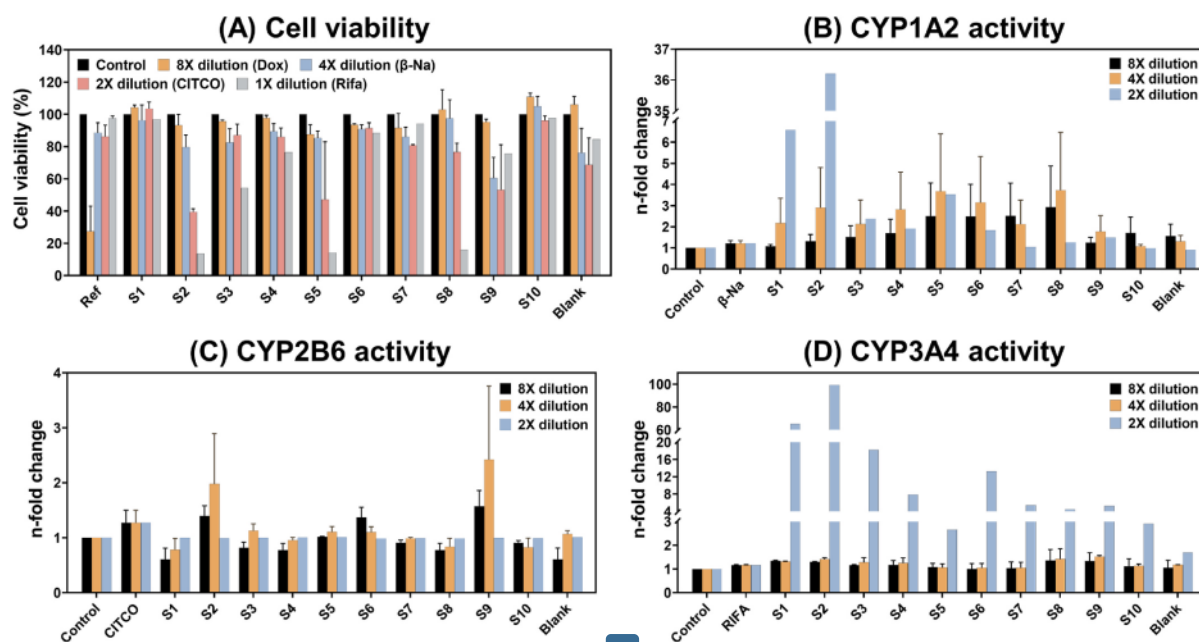 (A) Cell viability
Cell viability (%)
140
120
100
80
60
40
20
0
Control
8X dilution (Dox)
4X dilution (β-Na)
2X dilution (CITCO)
1X dilution (Rifa)
Ref
S1
S2
S3
S4
S5
S6
S7
S8
S9
S10
Blank
(B) CYP1A2 activity
n-fold change
37
36
35
6
5
4
3
2
1
0
8X dilution
4X dilution
2X dilution
Control
β-Na
S1
S2
S3
S4
S5
S6
S7
S8
S9
S10
Blank
(C) CYP2B6 activity
n-fold change
4
3
2
1
0
8X dilution
4X dilution
2X dilution
Control
CITCO
S1
S2
S3
S4
S5
S6
S7
S8
S9
S10
Blank
(D) CYP3A4 activity
n-fold change
100
80
60
20
16
12
8
4
3
2
1
0
8X dilution
4X dilution
2X dilution
Control
RIFA
S1
S2
S3
S4
S5
S6
S7
S8
S9
S10
Blank